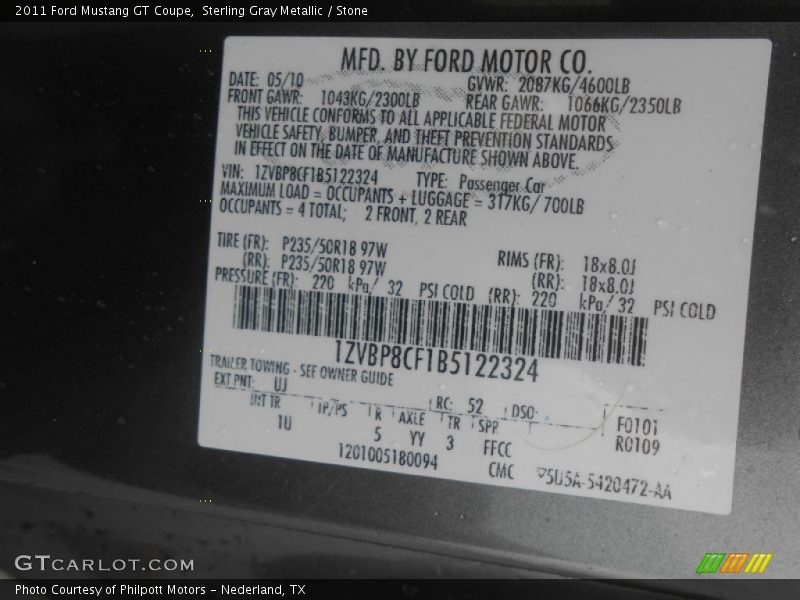 2011 Ford Mustang GT Coupe, Sterling Gray Metallic / Stone
MFD. BY FORD MOTOR CO.
DATE: 05/10 GVWR: 2087KG/4600LB
FRONT GAWR: 1043KG/2300LB REAR GAWR: 1066KG/2350LB
THIS VEHICLE CONFORMS TO ALL APPLICABLE FEDERAL MOTOR
VEHICLE SAFETY, BUMPER, AND THEFT PREVENTION STANDARDS
IN EFFECT ON THE DATE OF MANUFACTURE SHOWN ABOVE.
VIN: 1ZVBP8CF1B5122324 TYPE: Passenger Car
MAXIMUM LOAD = OCCUPANTS + LUGGAGE = 317KG/ 700LB
OCCUPANTS = 4 TOTAL; 2 FRONT, 2 REAR
TIRE (FR): P235/50R18 97W RIMS (FR): 18x8.0J
(RR): P235/50R18 97W (RR): 18x8.0J
PRESSURE (FR): 220 kPa/ 32 PSI COLD (RR): 220 kPa/ 32 PSI COLD
1ZVBP8CF1B5122324
TRAILER TOWING - SEE OWNER GUIDE
EXT PNT: UJ RC: 52 DSO:
INT TR TP/PS R AXLE TR SPR F0101
1U 5 YY 3 FFCC R0109
1201005180094 CMC 5U5A-5420472-AA
GTCARLOT.COM
Photo Courtesy of Philpott Motors - Nederland, TX